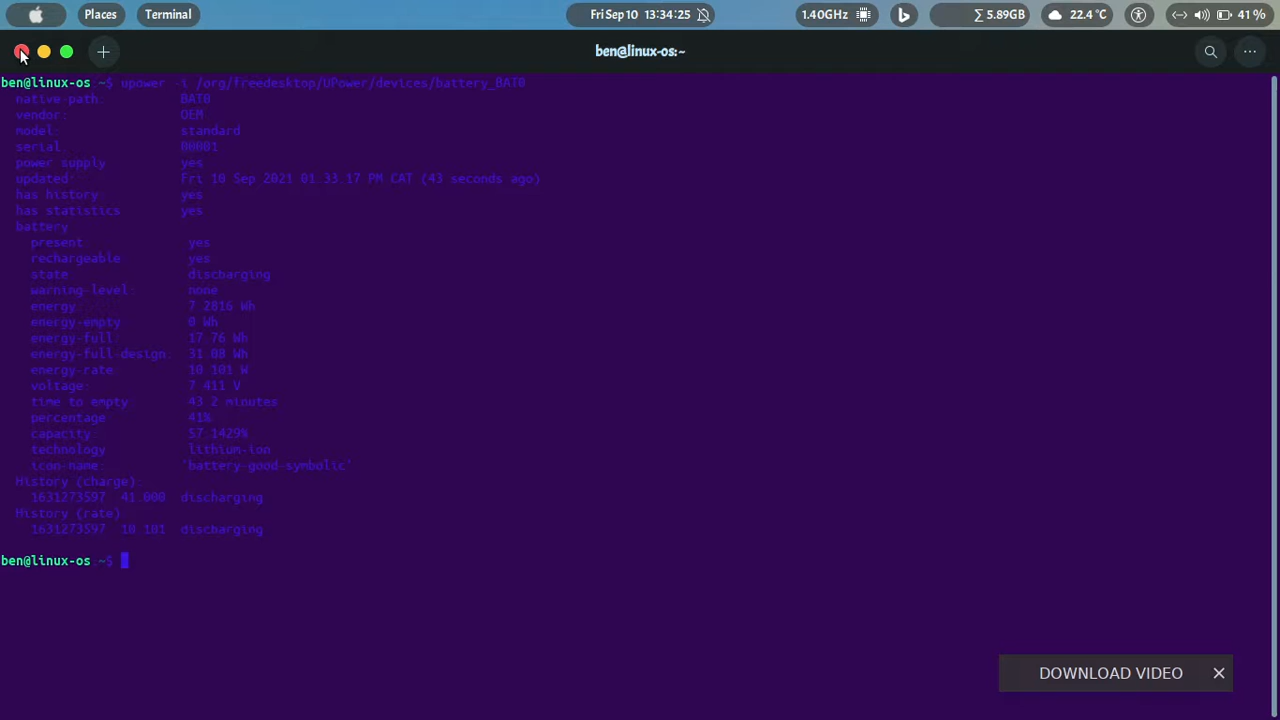 Places Terminal Fri Sep 10 13:34:25 1.40GHz ∑ 5.89GB 22.4 °C 41 %
ben@linux-os:~
ben@linux-os ~$ upower -i /org/freedesktop/UPower/devices/battery_BAT0
native-path: BAT0
vendor: OEM
model: standard
serial 00001
power supply yes
updated: Fri 10 Sep 2021 01:33:17 PM CAT (43 seconds ago)
has history yes
has statistics yes
battery
present yes
rechargeable yes
state discharging
warning-level: none
energy: 7.2816 Wh
energy-empty 0 Wh
energy-full: 17.76 Wh
energy-full-design: 31.08 Wh
energy-rate 10.101 W
voltage: 7.411 V
time to empty 43.2 minutes
percentage 41%
capacity: 57.1429%
technology lithium-ion
icon-name: 'battery-good-symbolic'
History (charge):
1631273597 41.000 discharging
History (rate)
1631273597 10.101 discharging
ben@linux-os ~$
DOWNLOAD VIDEO